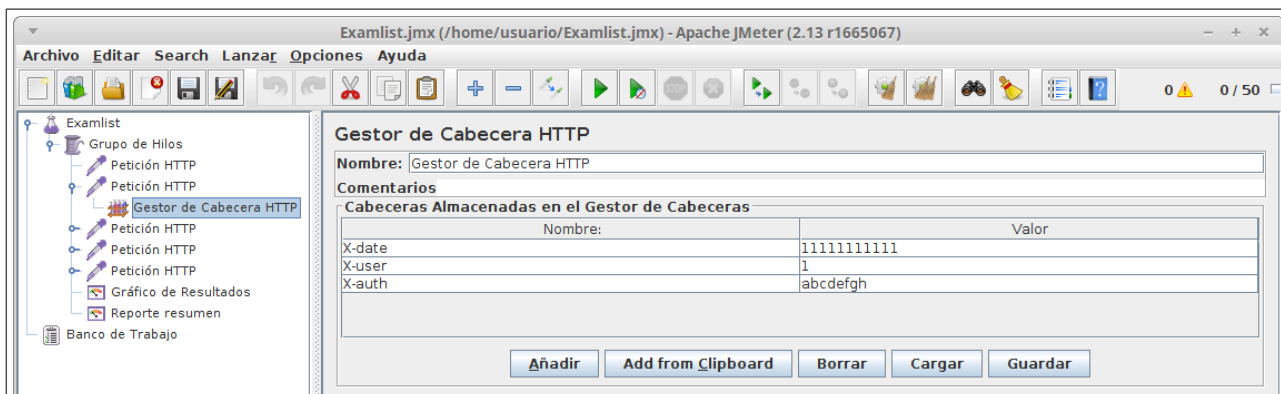 Examlist.jmx (/home/usuario/Examlist.jmx) - Apache JMeter (2.13 r1665067)
Archivo Editar Search Lanzar Opciones Ayuda
STOP
0 0 / 50
Examlist
Grupo de Hilos
Petición HTTP
Petición HTTP
Gestor de Cabecera HTTP
Petición HTTP
Petición HTTP
Petición HTTP
Gráfico de Resultados
Reporte resumen
Banco de Trabajo
Gestor de Cabecera HTTP
Nombre: Gestor de Cabecera HTTP
Comentarios
Cabeceras Almacenadas en el Gestor de Cabeceras
Nombre: Valor
X-date 11111111111
X-user 1
X-auth abcdefgh
Añadir Add from Clipboard Borrar Cargar Guardar